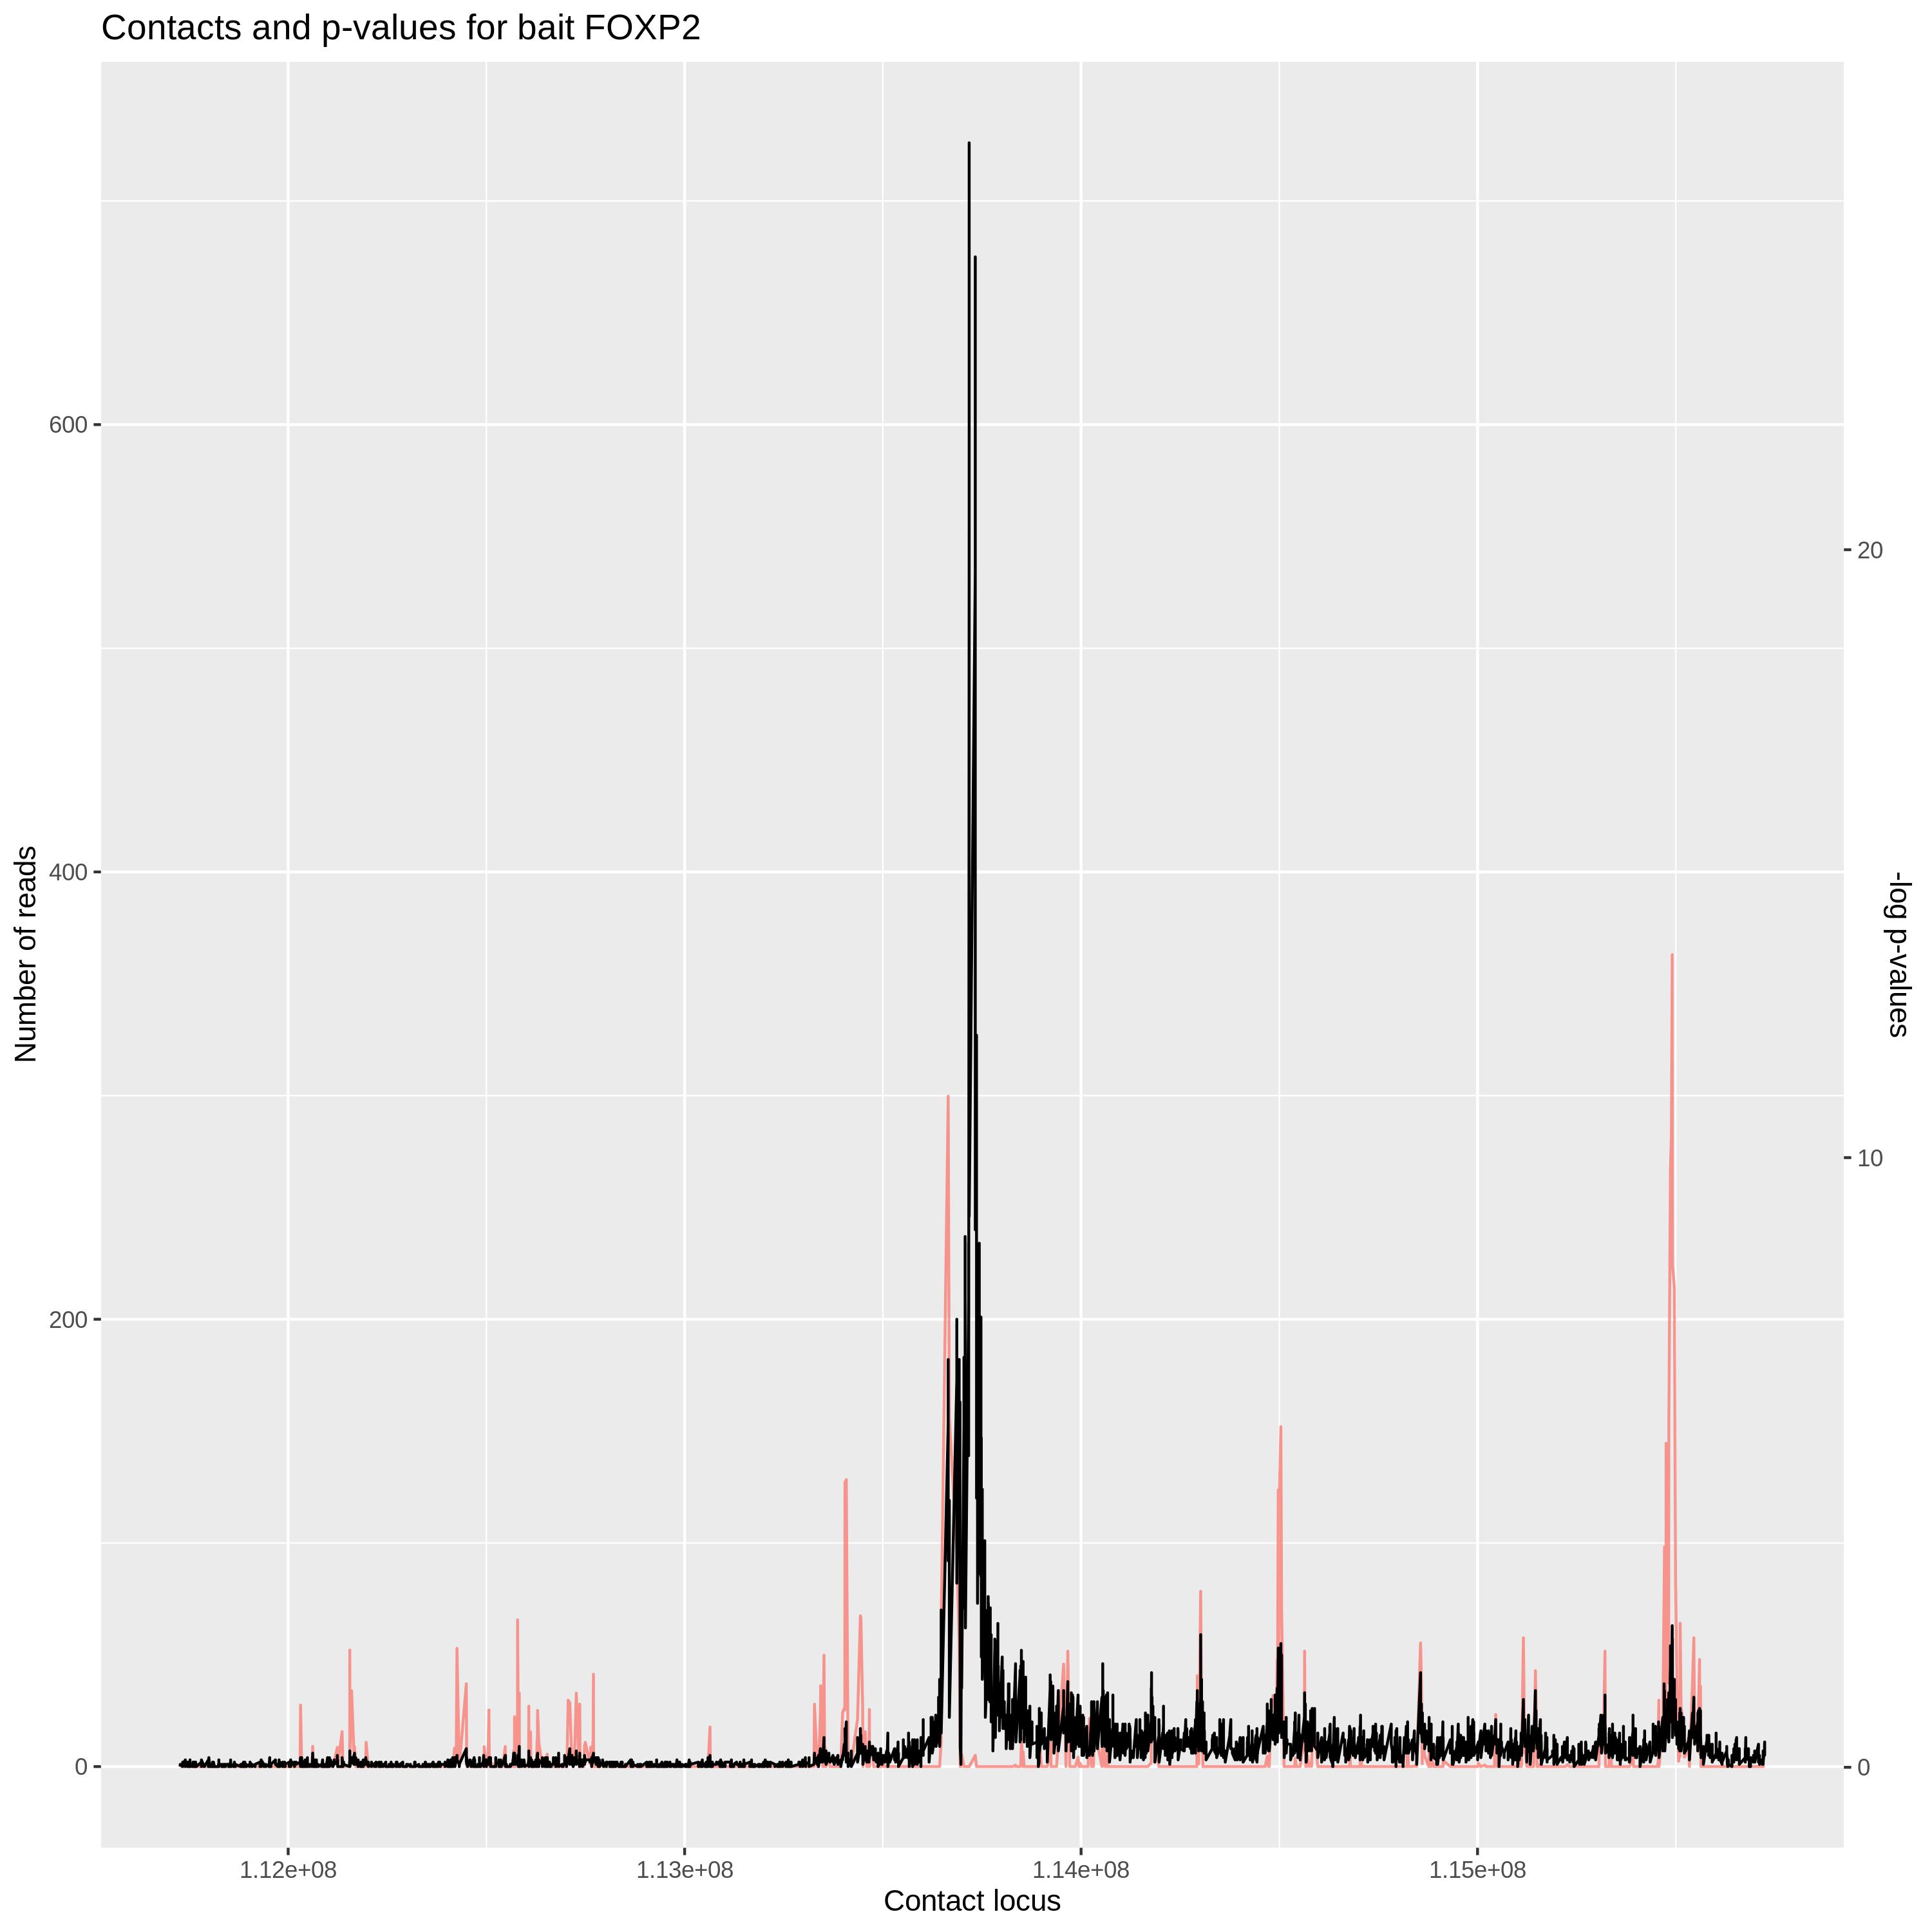 Contacts and p-values for bait FOXP2
Number of reads
600
400
200
0
20
10
0
-log p-values
1.12e+08 1.13e+08 1.14e+08 1.15e+08
Contact locus